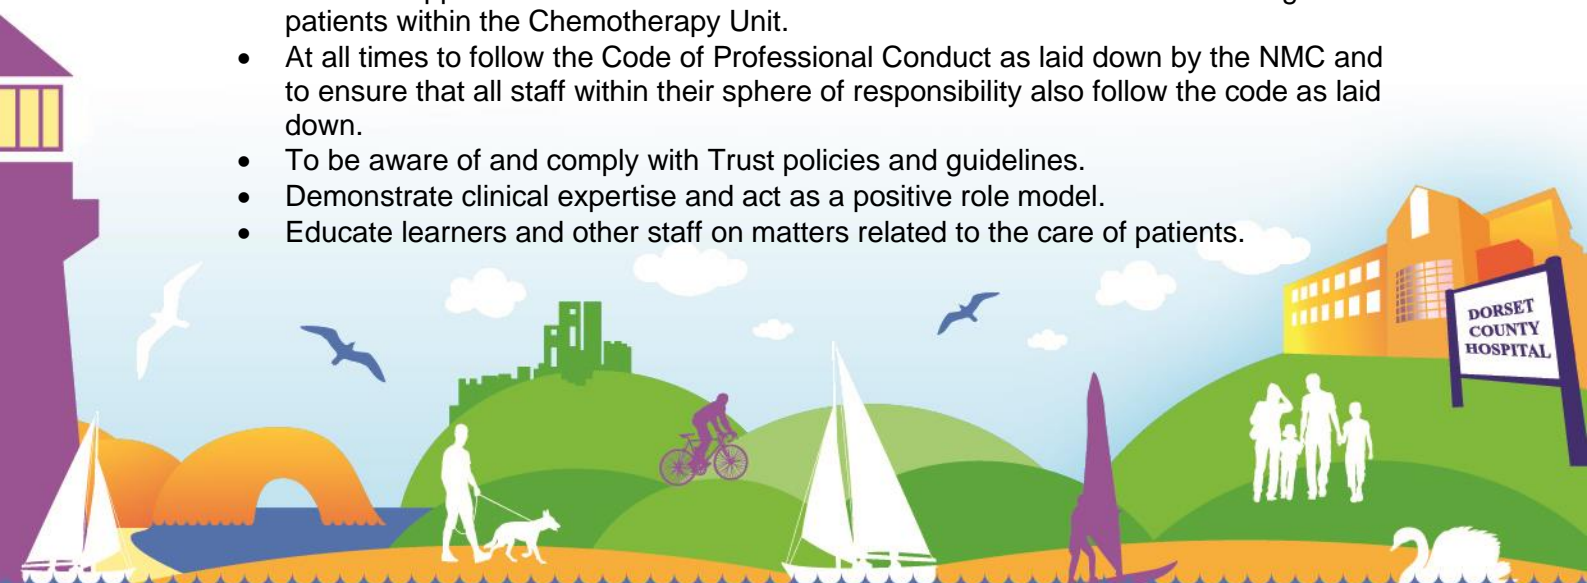 patients within the Chemotherapy Unit.
• At all times to follow the Code of Professional Conduct as laid down by the NMC and
to ensure that all staff within their sphere of responsibility also follow the code as laid
down.
• To be aware of and comply with Trust policies and guidelines.
• Demonstrate clinical expertise and act as a positive role model.
• Educate learners and other staff on matters related to the care of patients.
DORSET
COUNTY
HOSPITAL